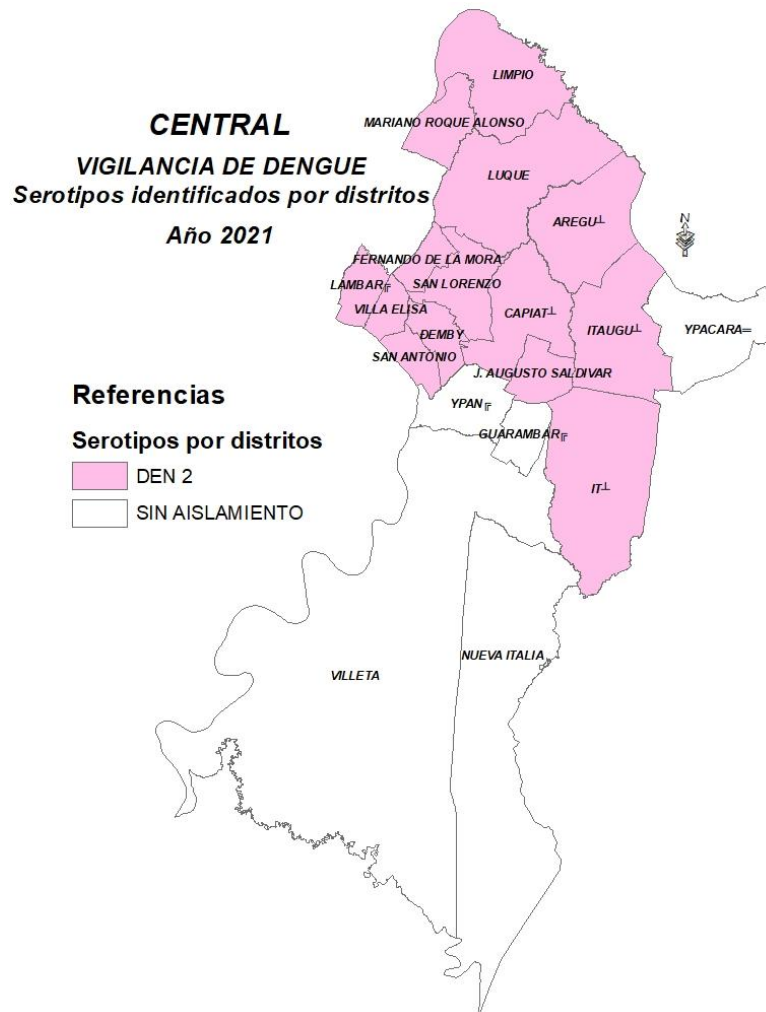 CENTRAL
VIGILANCIA DE DENGUE
Serotipos identificados por distritos
Año 2021
N
LIMPIO
MARIANO ROQUE ALONSO
LUQUE
AREGU┴
FERNANDO DE LA MORA
LAMBAR╔
SAN LORENZO
VILLA ELISA
CAPIAT┴
ITAUGU┴
YPACARA═
ÐEMBY
SAN ANTONIO
J. AUGUSTO SALDIVAR
YPAN╔
GUARAMBAR╔
IT┴
VILLETA
NUEVA ITALIA
Referencias
Serotipos por distritos
DEN 2
SIN AISLAMIENTO